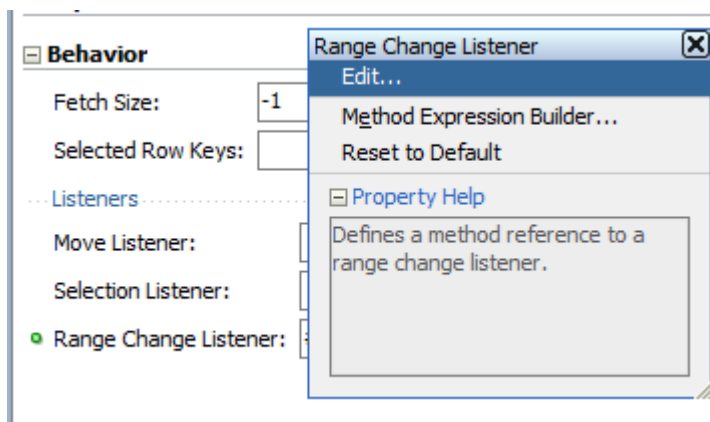 Behavior
Fetch Size:
-1
Selected Row Keys:
Listeners
Move Listener:
Selection Listener:
Range Change Listener:
Range Change Listener
Edit...
Method Expression Builder...
Reset to Default
Property Help
Defines a method reference to a
range change listener.